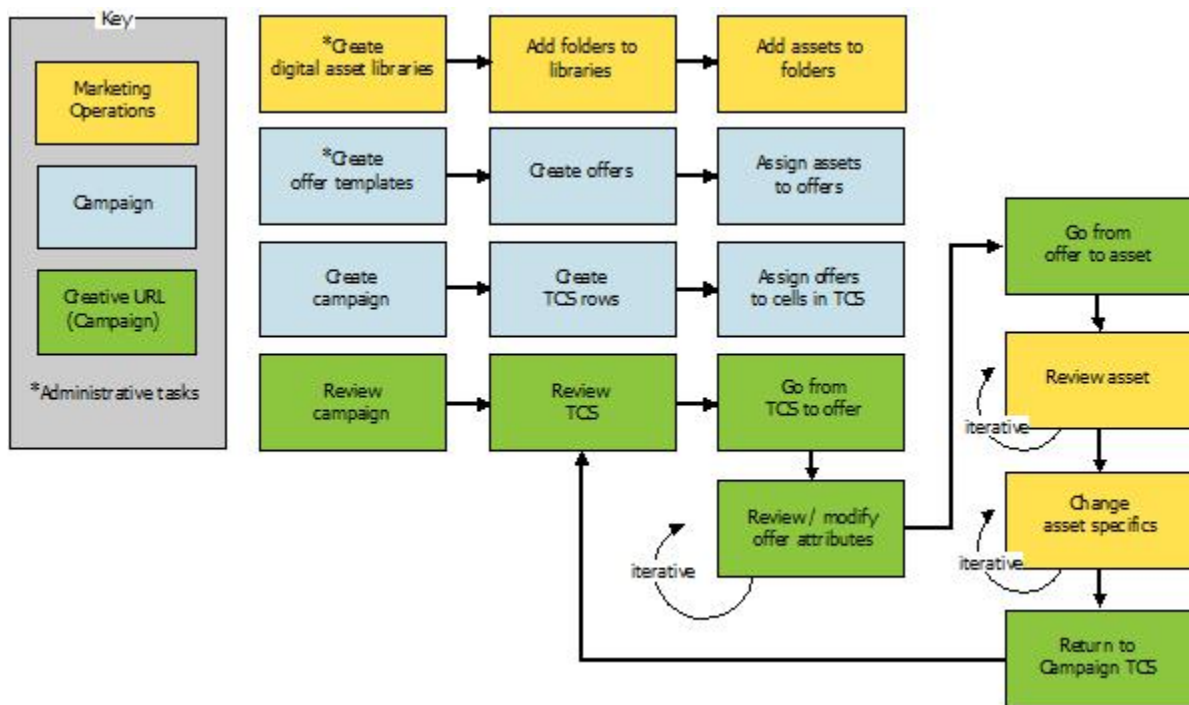 Key
Marketing
Operations
Campaign
Creative URL
(Campaign)
*Administrative tasks
*Create
digital asset libraries
Add folders to
libraries
Add assets to
folders
*Create
offer templates
Create offers
Assign assets
to offers
Create
campaign
Create
TCS rows
Assign offers
to cells in TCS
Review
campaign
Review
TCS
Go from
TCS to offer
Review / modify
offer attributes
iterative
Go from
offer to asset
Review asset
iterative
Change
asset specifics
iterative
Return to
Campaign TCS